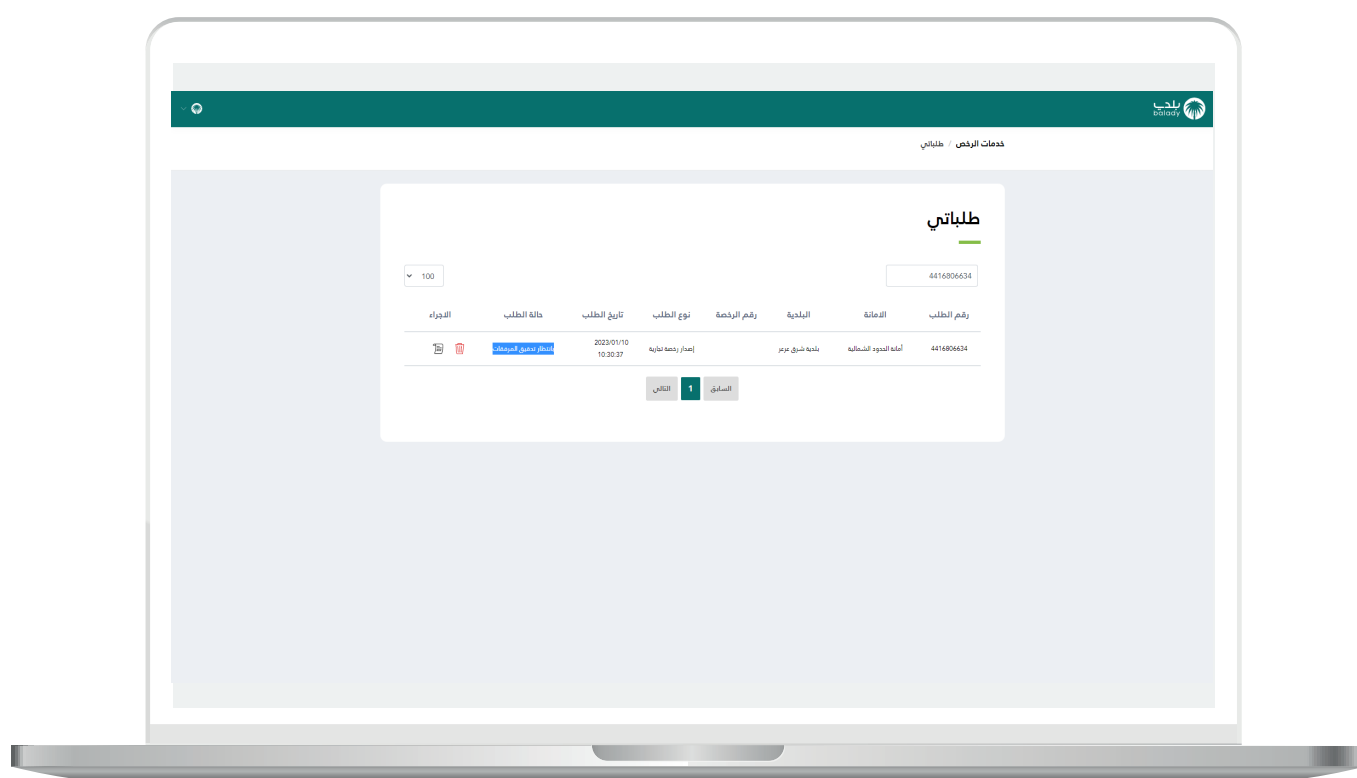 بلدي
balady
خدمات الرخص / طلباتي
طلباتي
4416806634
100
رقم الطلب الامانة البلدية رقم الرخصة نوع الطلب تاريخ الطلب حالة الطلب الاجراء
4416806634 أمانة الحدود الشمالية بلدية شرق عرعر إصدار رخصة تجارية 2023/01/10 بانتظار تدقيق المرفقات
10:30:37
السابق 1 التالي